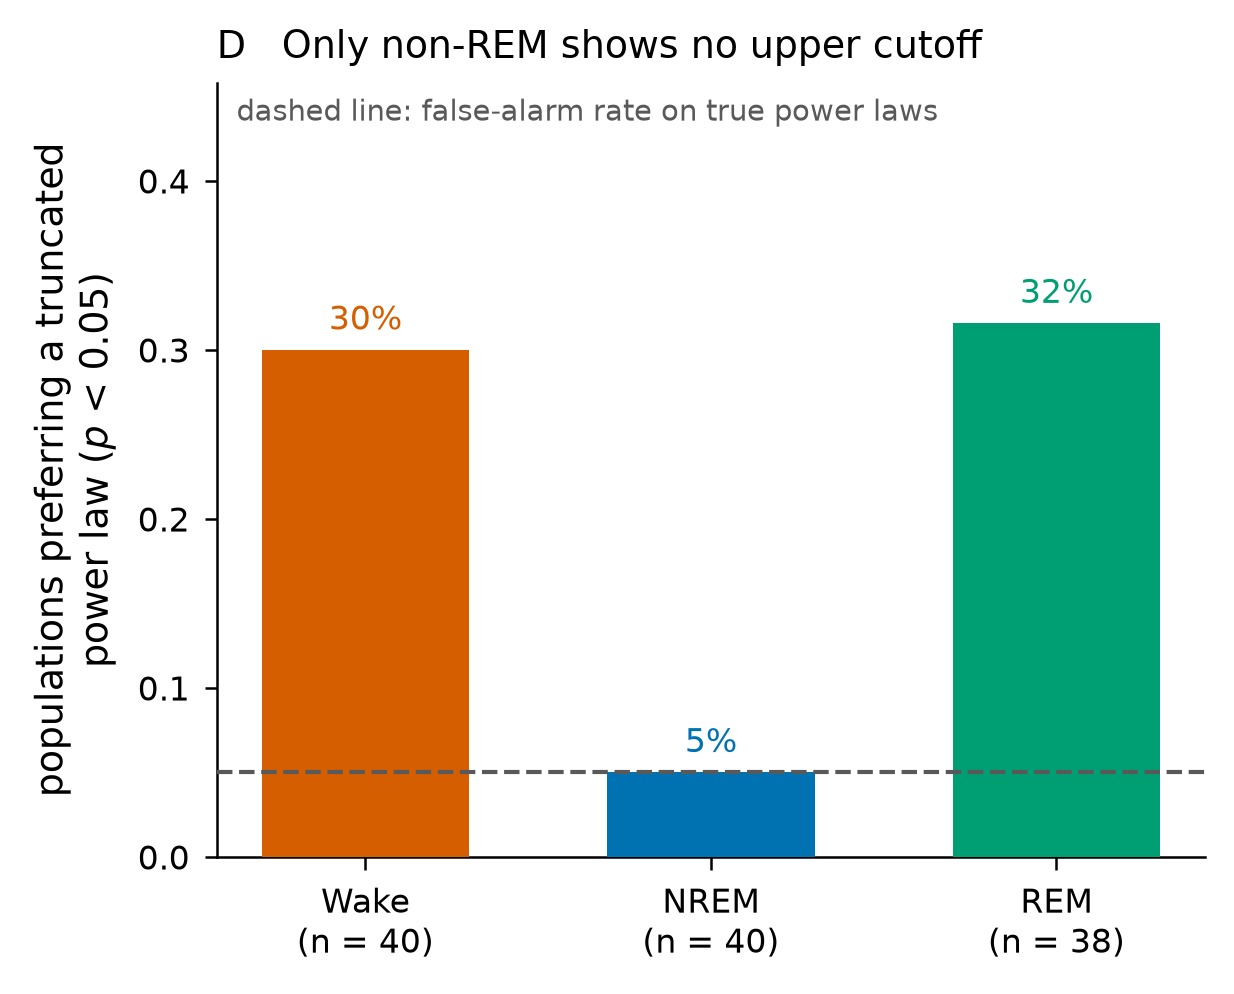 D Only non-REM shows no upper cutoff
dashed line: false-alarm rate on true power laws
populations preferring a truncated
power law (p < 0.05)
0.4
0.3
0.2
0.1
0.0
30%
5%
32%
Wake
(n = 40)
NREM
(n = 40)
REM
(n = 38)